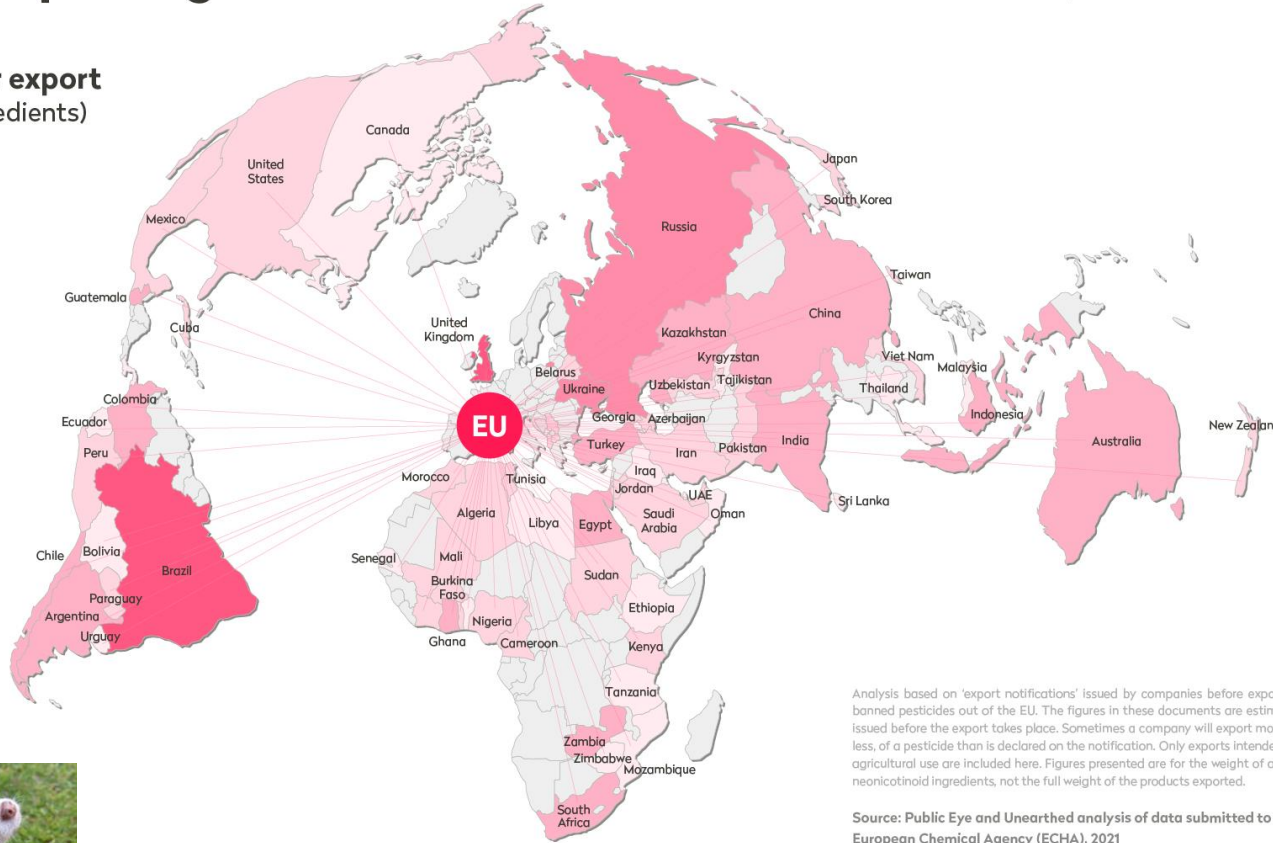 export
edients)
Canada
United
States
Japan
South Korea
Mexico
Russia
Taiwan
Guatemala
China
Cuba
United
Kingdom
Kazakhstan
Kyrgyzstan
Viet Nam
Malaysia
Belarus
Ukraine
Uzbekistan
Tajikistan
Thailand
Colombia
Ecuador
EU
Georgia
Azerbaijan
Indonesia
New Zealan
Peru
Turkey
Iran
Pakistan
India
Australia
Morocco
Tunisia
Iraq
Jordan
UAE
Sri Lanka
Algeria
Libya
Egypt
Saudi
Arabia
Oman
Chile
Bolivia
Brazil
Senegal
Mali
Burkina
Faso
Sudan
Paraguay
Argentina
Urguay
Ethiopia
Nigeria
Ghana
Cameroon
Kenya
Tanzania
Zambia
Zimbabwe
Mozambique
South
Africa
Analysis based on 'export notifications' issued by companies before expo
banned pesticides out of the EU. The figures in these documents are estim
issued before the export takes place. Sometimes a company will export mo
less, of a pesticide than is declared on the notification. Only exports intende
agricultural use are included here. Figures presented are for the weight of a
neonicotinoid ingredients, not the full weight of the products exported.
Source: Public Eye and Unearthed analysis of data submitted to
European Chemical Agency (ECHA), 2021